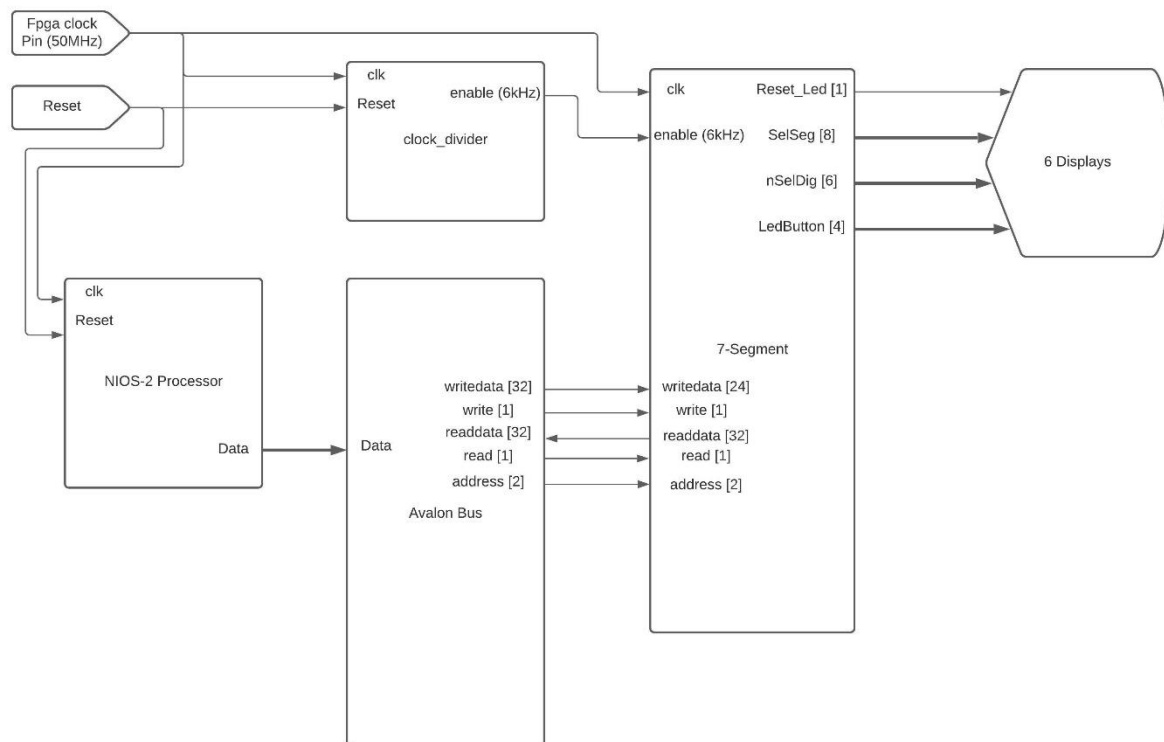 Fpga clock
Pin (50MHz)
Reset
clk
Reset
enable (6kHz)
clock_divider
clk
enable (6kHz)
Reset_Led [1]
SelSeg [8]
nSelDig [6]
LedButton [4]
7-Segment
writedata [24]
write [1]
readdata [32]
read [1]
address [2]
6 Displays
clk
Reset
NIOS-2 Processor
Data
Data
writedata [32]
write [1]
readdata [32]
read [1]
address [2]
Avalon Bus